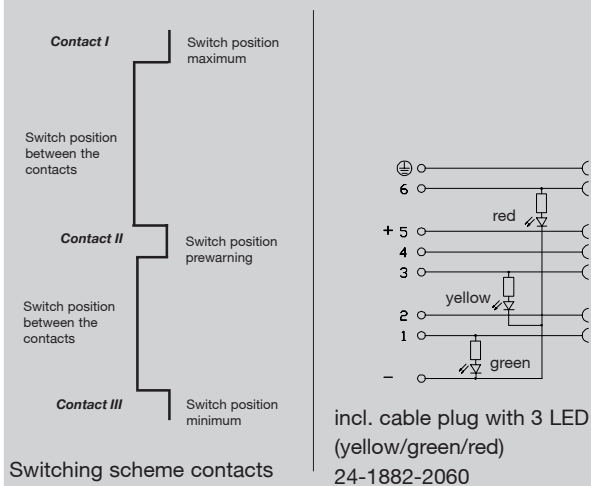 Contact I
Switch position
maximum
Switch position
between the
contacts
Contact II
Switch position
prewarning
Switch position
between the
contacts
Contact III
Switch position
minimum
Switching scheme contacts
6
red
+ 5
4
3
yellow
2
1
green
–
incl. cable plug with 3 LED
(yellow/green/red)
24-1882-2060